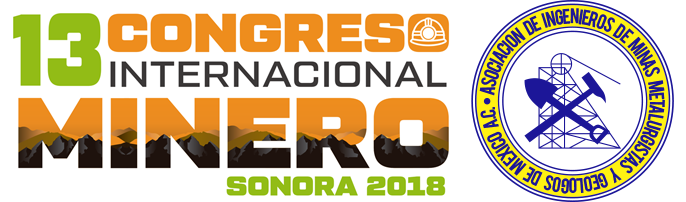 13 CONGRESO
INTERNACIONAL
MINERO
SONORA 2018
ASOCIACION DE INGENIEROS DE MINAS METALURGISTAS Y GEOLOGOS DE MEXICO A.C.